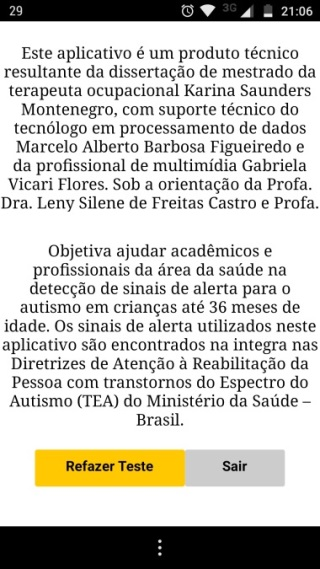 29
3G
21:06
Este aplicativo é um produto técnico
resultante da dissertação de mestrado da
terapeuta ocupacional Karina Saunders
Montenegro, com suporte técnico do
tecnólogo em processamento de dados
Marcelo Alberto Barbosa Figueiredo e
da profissional de multimídia Gabriela
Vicari Flores. Sob a orientação da Profa.
Dra. Leny Silene de Freitas Castro e Profa.
Objetiva ajudar acadêmicos e
profissionais da área da saúde na
detecção de sinais de alerta para o
autismo em crianças até 36 meses de
idade. Os sinais de alerta utilizados neste
aplicativo são encontrados na integra nas
Diretrizes de Atenção à Reabilitação da
Pessoa com transtornos do Espectro do
Autismo (TEA) do Ministério da Saúde –
Brasil.
Refazer Teste
Sair